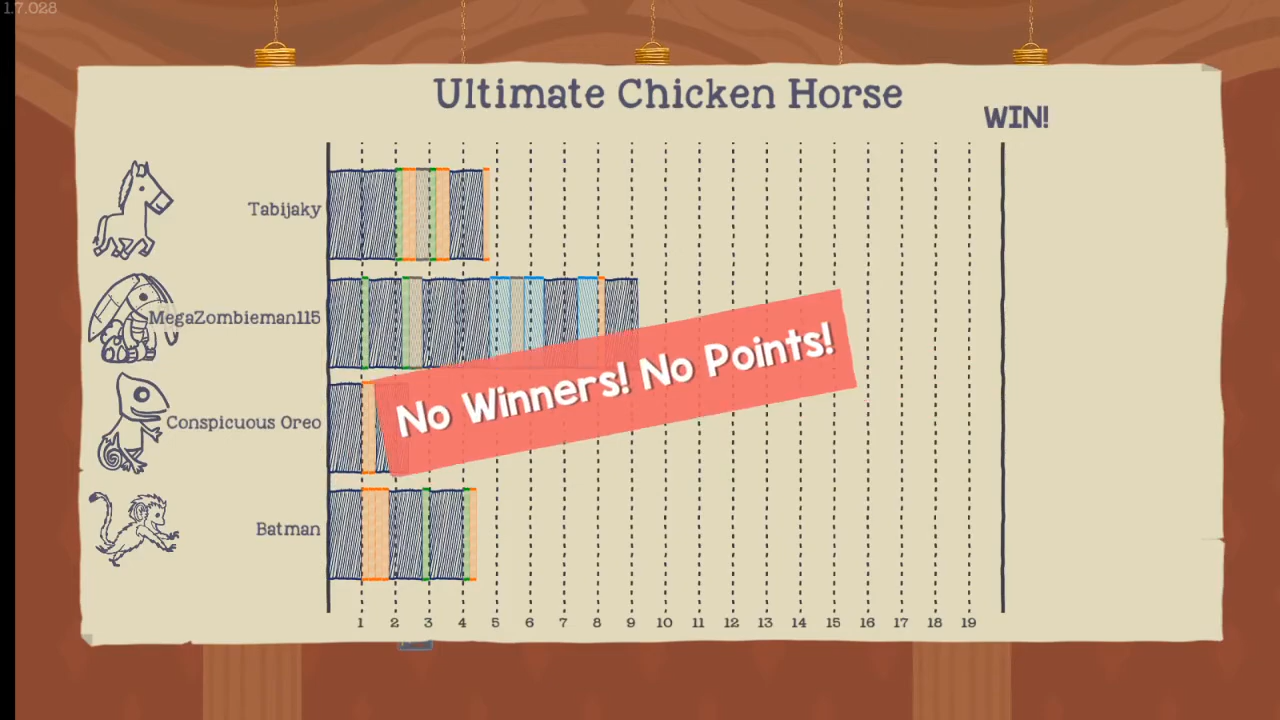 1.7.028
Ultimate Chicken Horse
WIN!
Tabijaky
MegaZombieman115
No Winners! No Points!
Conspicuous Oreo
Batman
1 2 3 4 5 6 7 8 9 10 11 12 13 14 15 16 17 18 19